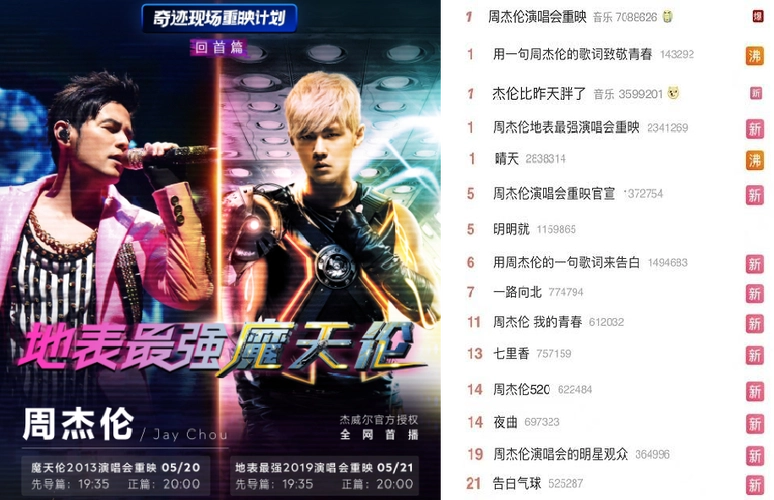 奇迹现场重映计划
回首篇
地表最强魔天伦
周杰伦 / Jay Chou
杰威尔官方授权
全网首播
魔天伦2013演唱会重映 05/20
先导篇：19:35 正篇：20:00
地表最强2019演唱会重映 05/21
先导篇：19:35 正篇：20:00
1 周杰伦演唱会重映 音乐 7088626 爆
1 用一句周杰伦的歌词致敬青春 143292 沸
1 杰伦比昨天胖了 音乐 3599201 新
1 周杰伦地表最强演唱会重映 2341269 新
1 晴天 2838314 沸
5 周杰伦演唱会重映官宣 1372754 新
5 明明就 1159865
6 用周杰伦的一句歌词来告白 1494683 新
7 一路向北 774794 新
11 周杰伦 我的青春 612032 新
13 七里香 757159 新
14 周杰伦520 622484 新
14 夜曲 697323 新
19 周杰伦演唱会的明星观众 364996 新
21 告白气球 525287 新